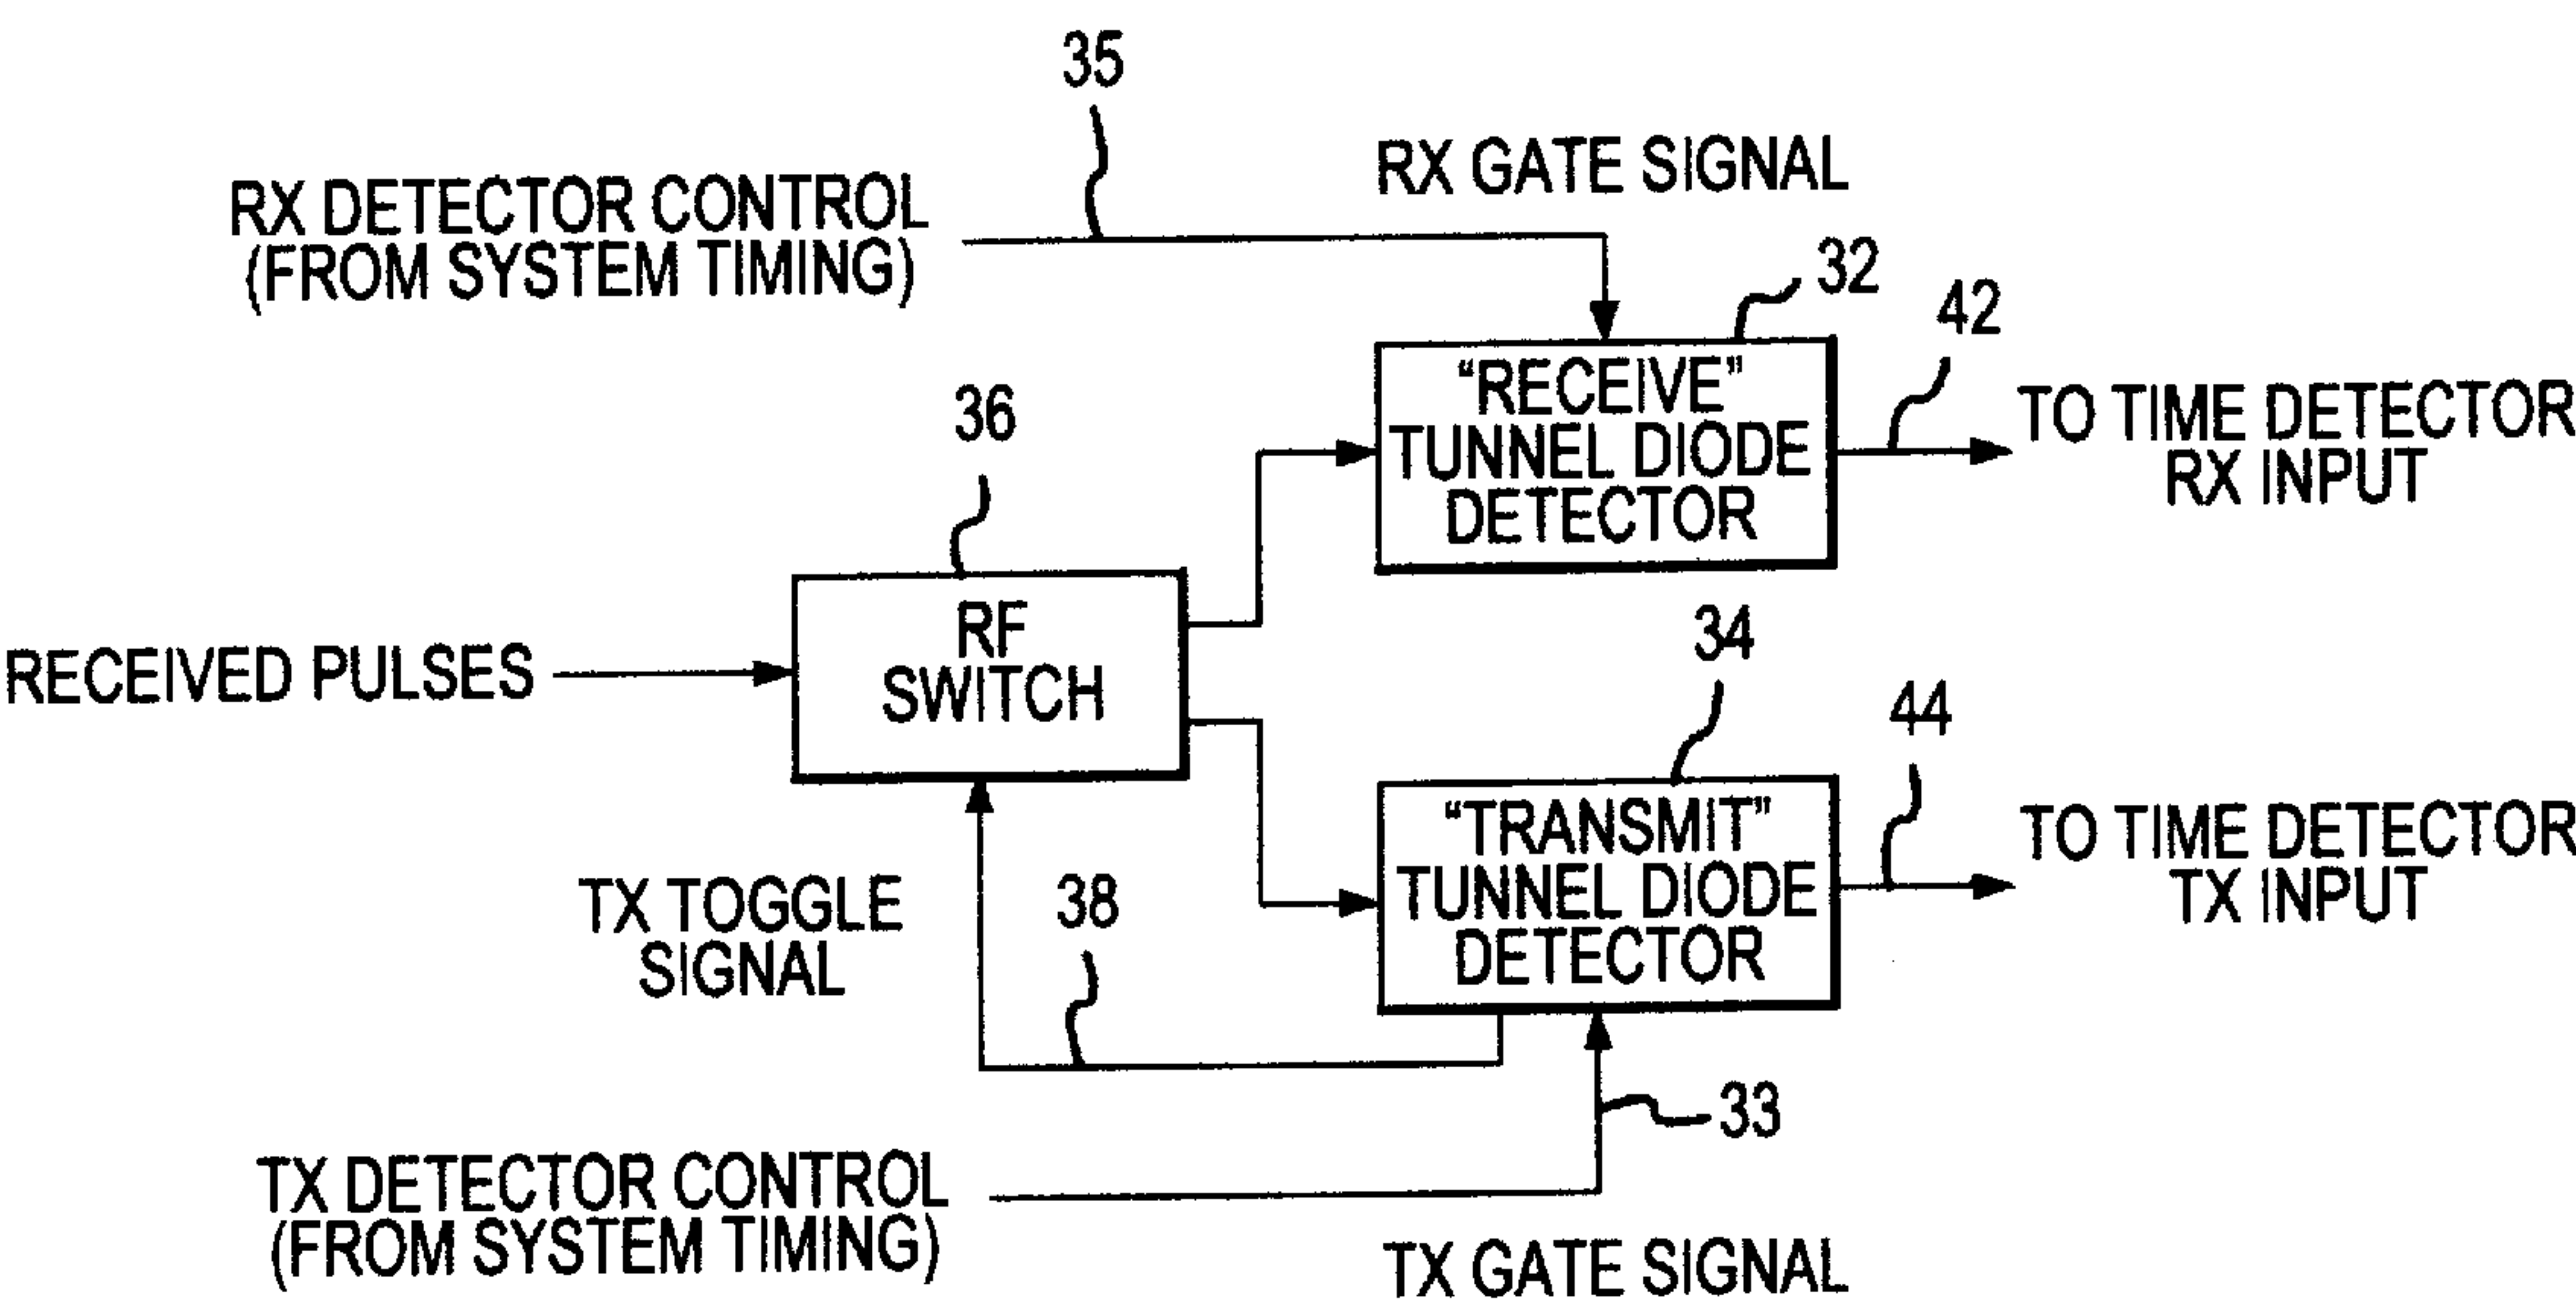 35
RX GATE SIGNAL
RX DETECTOR CONTROL
(FROM SYSTEM TIMING)
32
42
"RECEIVE"
TUNNEL DIODE
DETECTOR
TO TIME DETECTOR
RX INPUT
36
RF
SWITCH
RECEIVED PULSES
34
44
"TRANSMIT"
TUNNEL DIODE
DETECTOR
TO TIME DETECTOR
TX INPUT
TX TOGGLE
SIGNAL
38
33
TX DETECTOR CONTROL
(FROM SYSTEM TIMING)
TX GATE SIGNAL